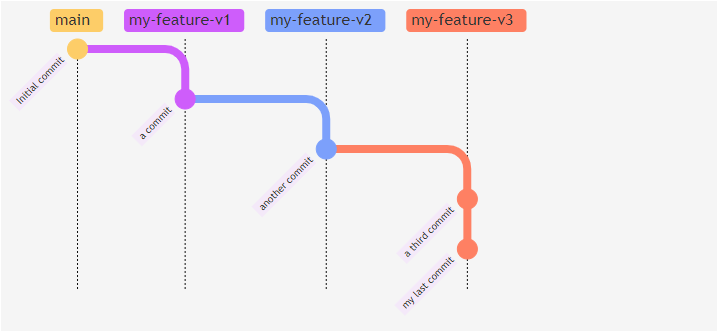 main
my-feature-v1
my-feature-v2
my-feature-v3
Initial commit
a commit
another commit
a third commit
my last commit